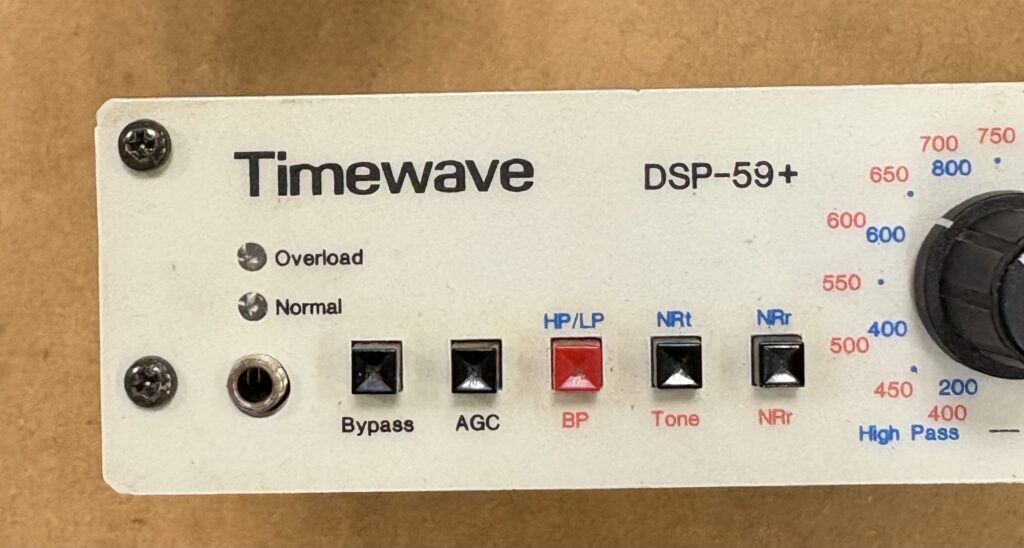 Timewave
DSP-59+
Overload
Normal
HP/LP
NRt
NRr
Bypass
AGC
BP
Tone
NRr
750
700
800
650
600
600
550
400
500
450
200
400
High Pass